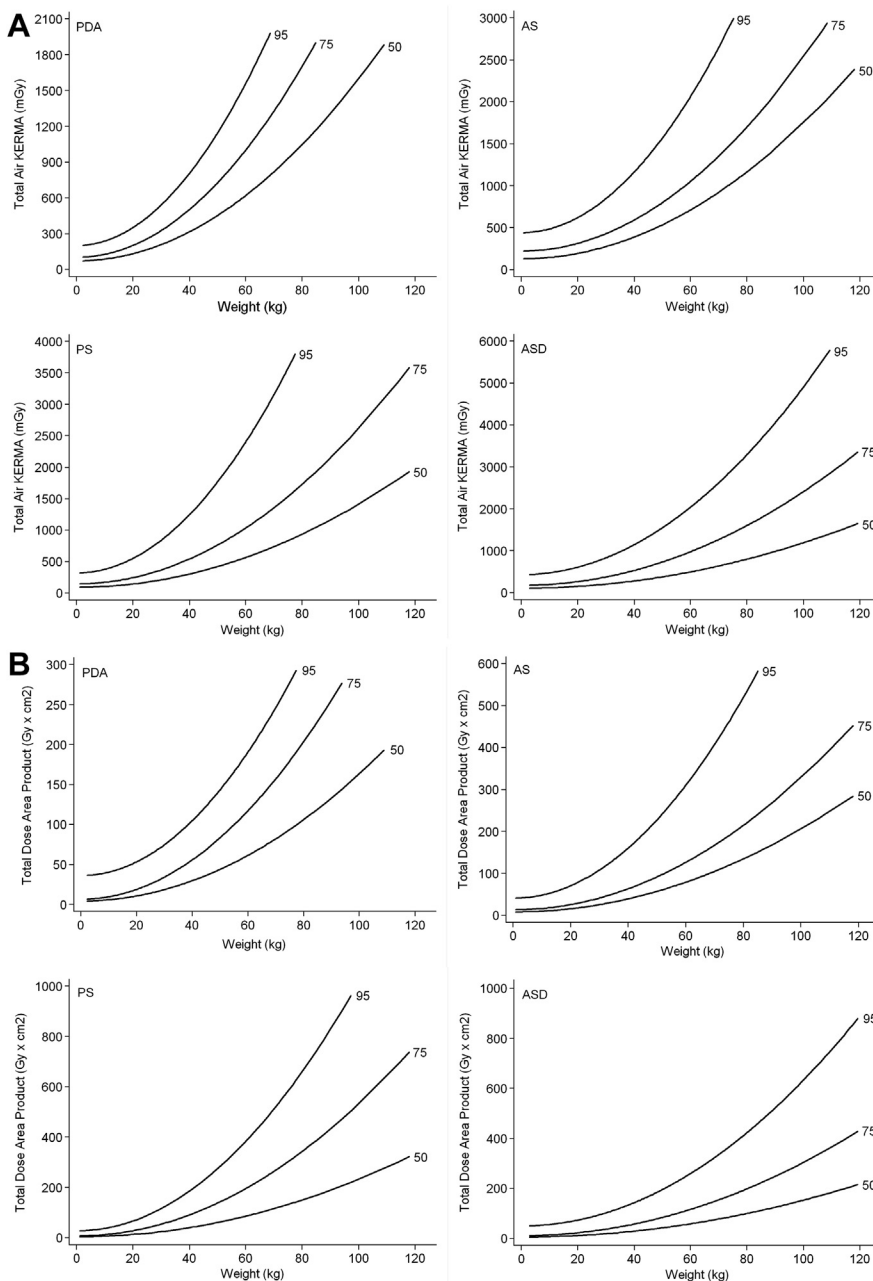 A
PDA
95
75
50
Total Air KERMA (mGy)
2100
1800
1500
1200
900
600
300
0
0 20 40 60 80 100 120
Weight (kg)
AS
95
75
50
Total Air KERMA (mGy)
3000
2500
2000
1500
1000
500
0
0 20 40 60 80 100 120
Weight (kg)
PS
95
75
50
Total Air KERMA (mGy)
4000
3500
3000
2500
2000
1500
1000
500
0
0 20 40 60 80 100 120
Weight (kg)
ASD
95
75
50
Total Air KERMA (mGy)
6000
5000
4000
3000
2000
1000
0
0 20 40 60 80 100 120
Weight (kg)
B
PDA
95
75
50
Total Dose Area Product (Gy x cm2)
300
250
200
150
100
50
0
0 20 40 60 80 100 120
Weight (kg)
AS
95
75
50
Total Dose Area Product (Gy x cm2)
600
500
400
300
200
100
0
0 20 40 60 80 100 120
Weight (kg)
PS
95
75
50
Total Dose Area Product (Gy x cm2)
1000
800
600
400
200
0
0 20 40 60 80 100 120
Weight (kg)
ASD
95
75
50
Total Dose Area Product (Gy x cm2)
1000
800
600
400
200
0
0 20 40 60 80 100 120
Weight (kg)